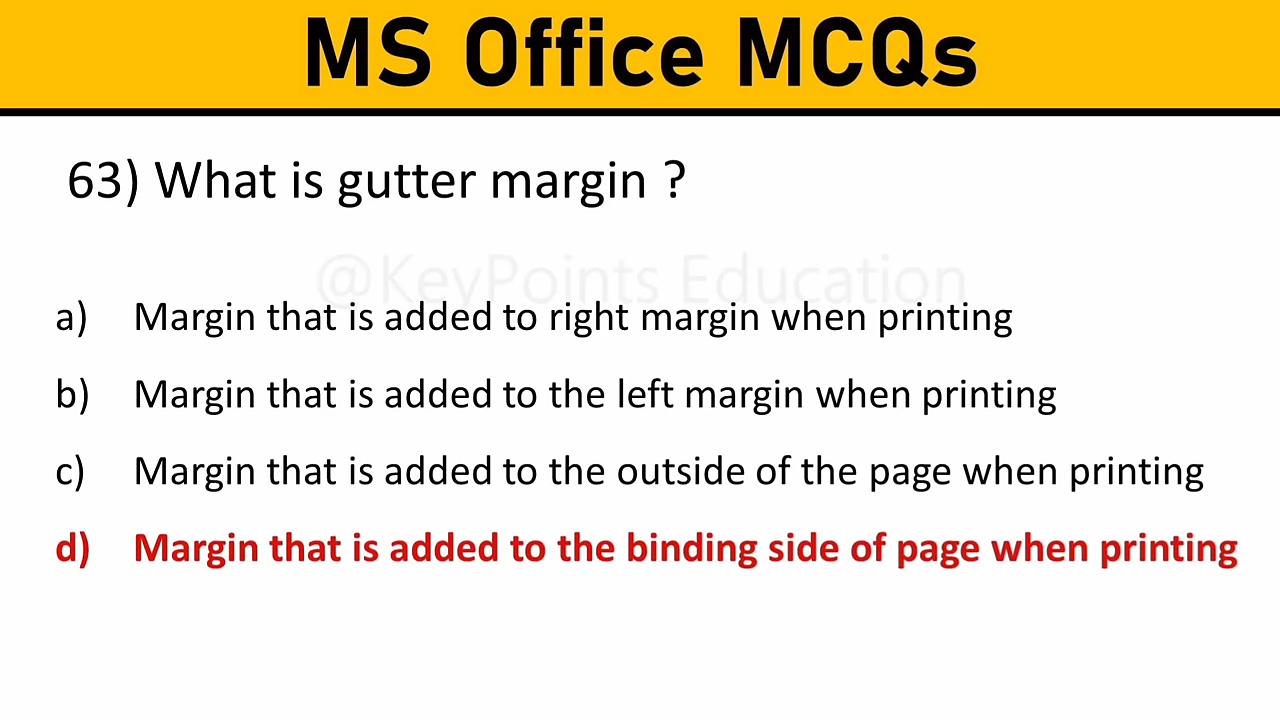 MS Office MCQs
63) What is gutter margin ?
@KeyPoints Education
a) Margin that is added to right margin when printing
b) Margin that is added to the left margin when printing
c) Margin that is added to the outside of the page when printing
d) Margin that is added to the binding side of page when printing